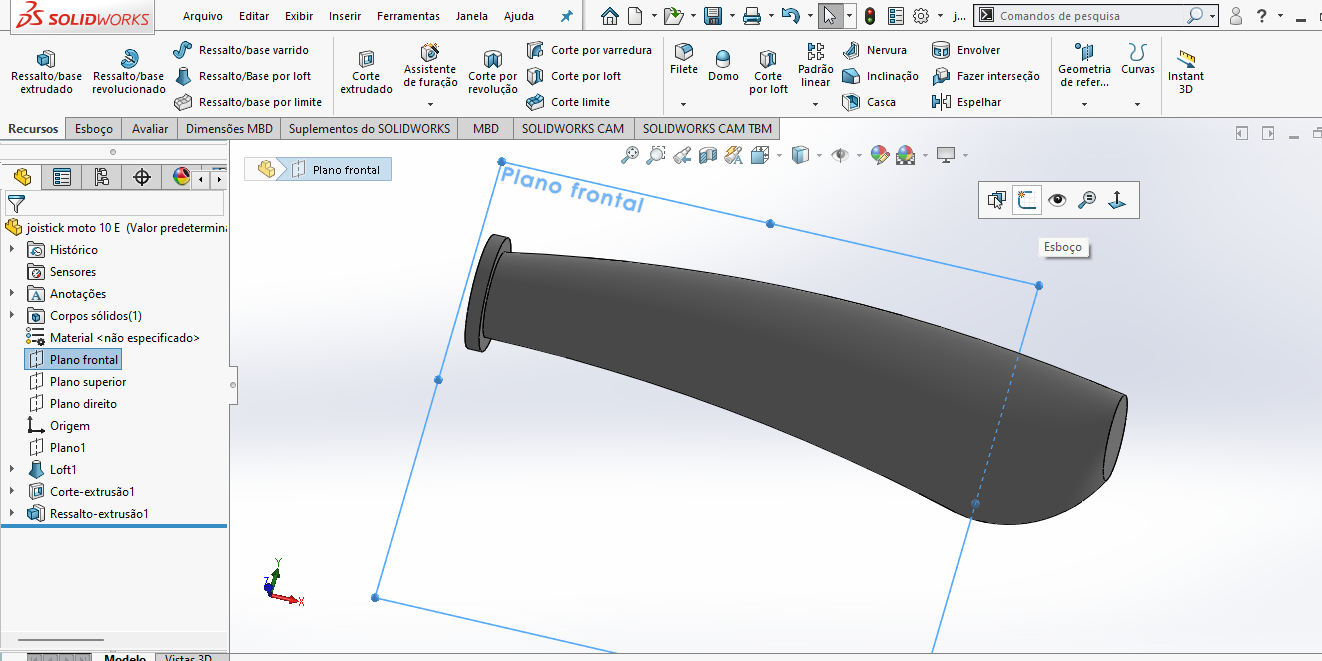 SOLIDWORKS
Arquivo Editar Exibir Inserir Ferramentas Janela Ajuda
j...
Comandos de pesquisa
?
Ressalto/base extrudado
Ressalto/base revolucionado
Ressalto/base varrido
Ressalto/Base por loft
Ressalto/base por limite
Corte extrudado
Assistente de furação
Corte por revolução
Corte por varredura
Corte por loft
Corte limite
Filete
Domo
Corte por loft
Padrão linear
Nervura
Inclinação
Casca
Envolver
Fazer interseção
Espelhar
Geometria de refer...
Curvas
Instant 3D
Recursos Esboço Avaliar Dimensões MBD Suplementos do SOLIDWORKS MBD SOLIDWORKS CAM SOLIDWORKS CAM TBM
Plano frontal
Plano frontal
Esboço
joistick moto 10 E (Valor predetermina
Histórico
Sensores
Anotações
Corpos sólidos(1)
Material <não especificado>
Plano frontal
Plano superior
Plano direito
Origem
Plano1
Loft1
Corte-extrusão1
Ressalto-extrusão1
Y
Z
X
Modelo Vistas 3D